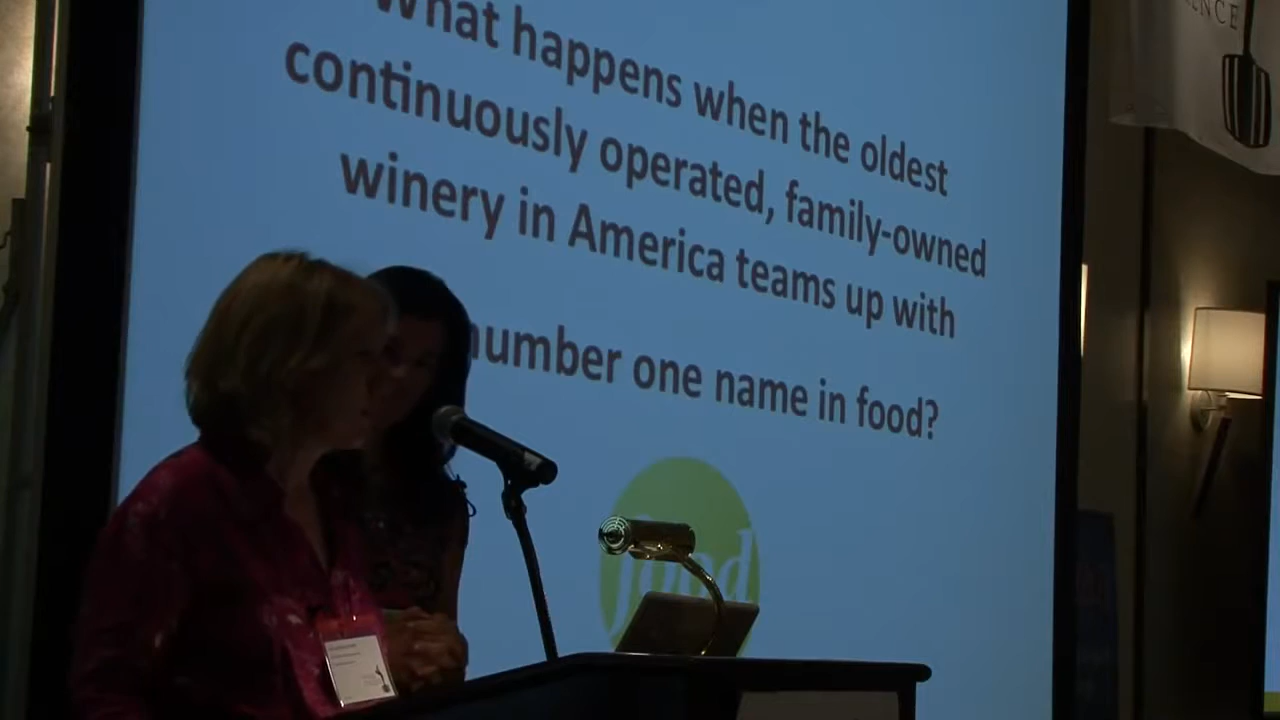 What happens when the oldest
continuously operated, family-owned
winery in America teams up with
number one name in food?
food